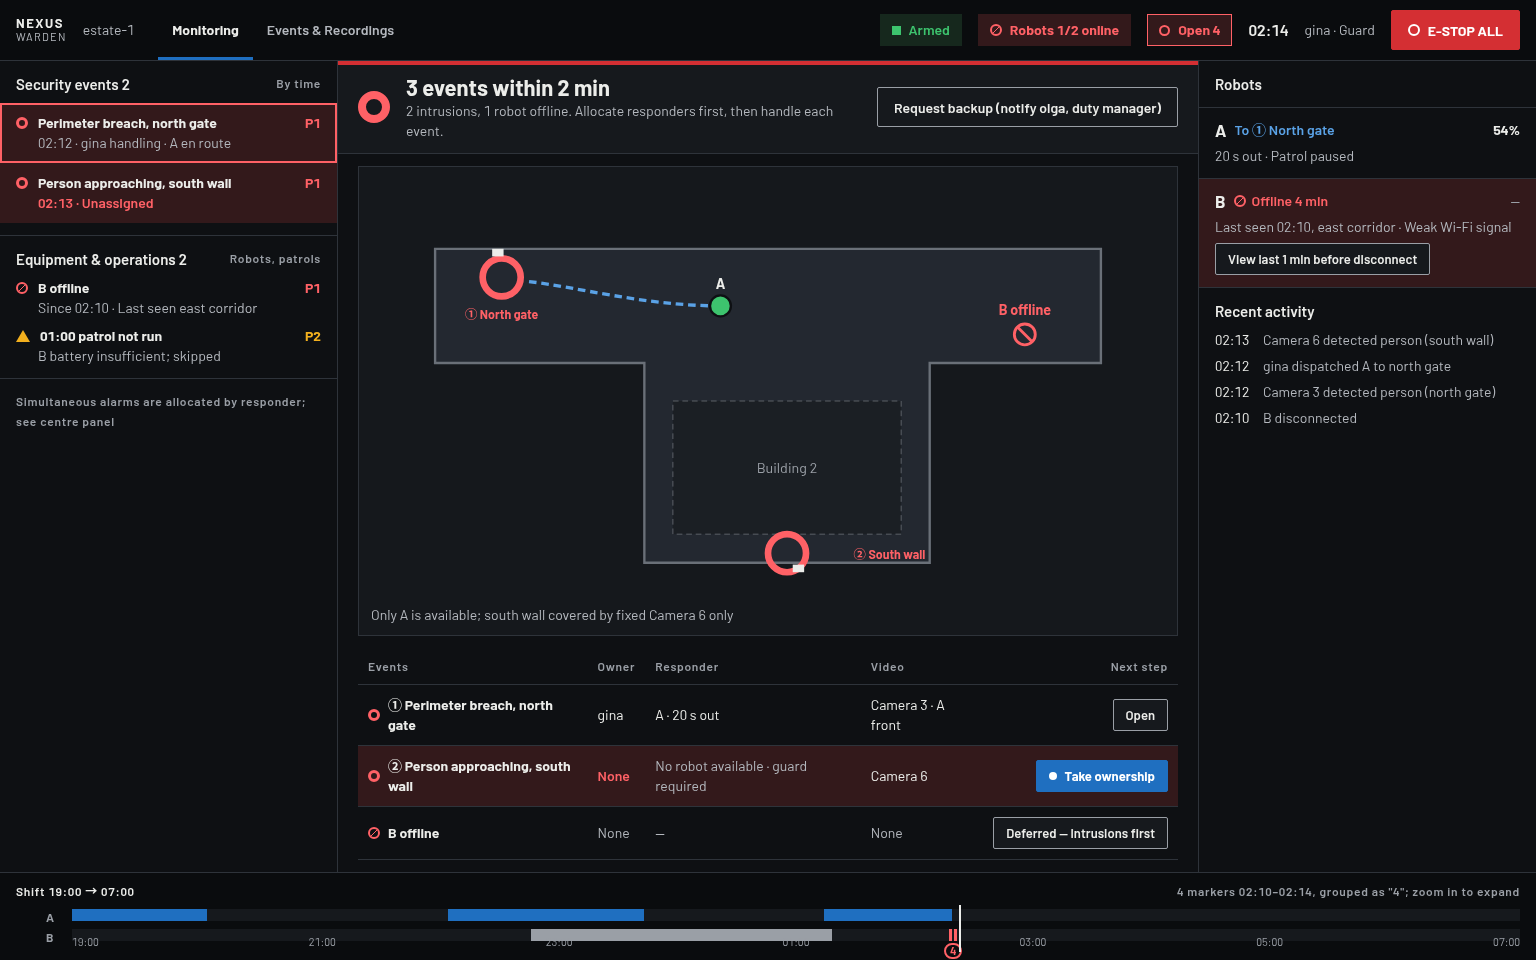 NEXUS
WARDEN
estate-1
Monitoring
Events & Recordings
Armed
Robots 1/2 online
Open 4
02:14
gina · Guard
E-STOP ALL
Security events 2
By time
Perimeter breach, north gate
P1
02:12 · gina handling · A en route
Person approaching, south wall
P1
02:13 · Unassigned
Equipment & operations 2
Robots, patrols
B offline
P1
Since 02:10 · Last seen east corridor
01:00 patrol not run
P2
B battery insufficient; skipped
Simultaneous alarms are allocated by responder;
see centre panel
3 events within 2 min
2 intrusions, 1 robot offline. Allocate responders first, then handle each
event.
Request backup (notify olga, duty manager)
A
① North gate
B offline
Building 2
② South wall
Only A is available; south wall covered by fixed Camera 6 only
Events
Owner
Responder
Video
Next step
① Perimeter breach, north
gate
gina
A · 20 s out
Camera 3 · A
front
Open
② Person approaching, south
wall
None
No robot available · guard
required
Camera 6
Take ownership
B offline
None
—
None
Deferred — intrusions first
Robots
A
To ① North gate
54%
20 s out · Patrol paused
B
Offline 4 min
—
Last seen 02:10, east corridor · Weak Wi-Fi signal
View last 1 min before disconnect
Recent activity
02:13 Camera 6 detected person (south wall)
02:12 gina dispatched A to north gate
02:12 Camera 3 detected person (north gate)
02:10 B disconnected
Shift 19:00 → 07:00
4 markers 02:10–02:14, grouped as "4"; zoom in to expand
A
B
19:00
21:00
23:00
01:00
03:00
05:00
07:00
4